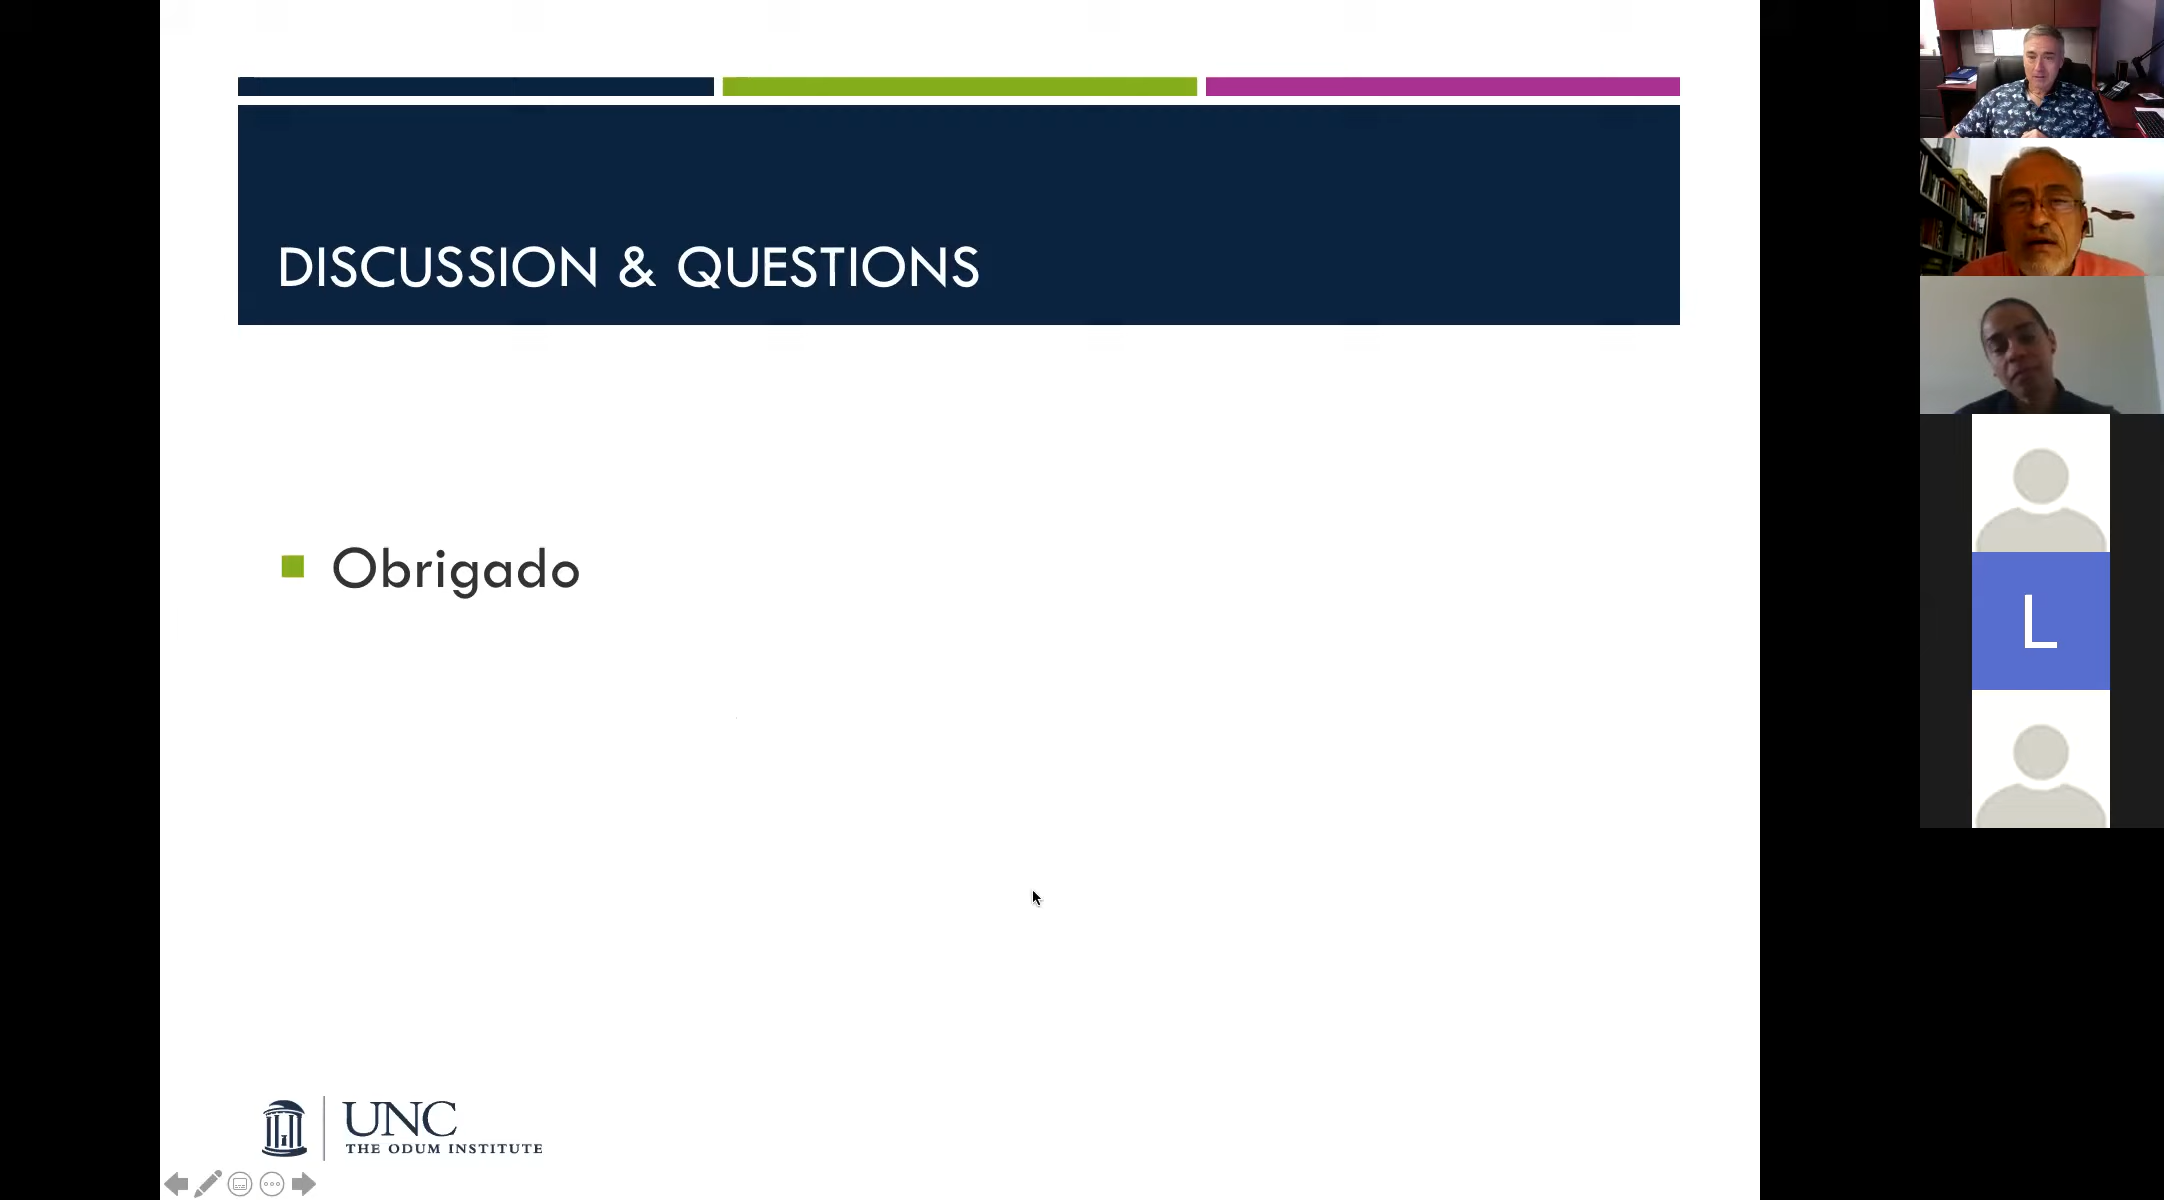 DISCUSSION & QUESTIONS
Obrigado
L
UNC
THE ODUM INSTITUTE